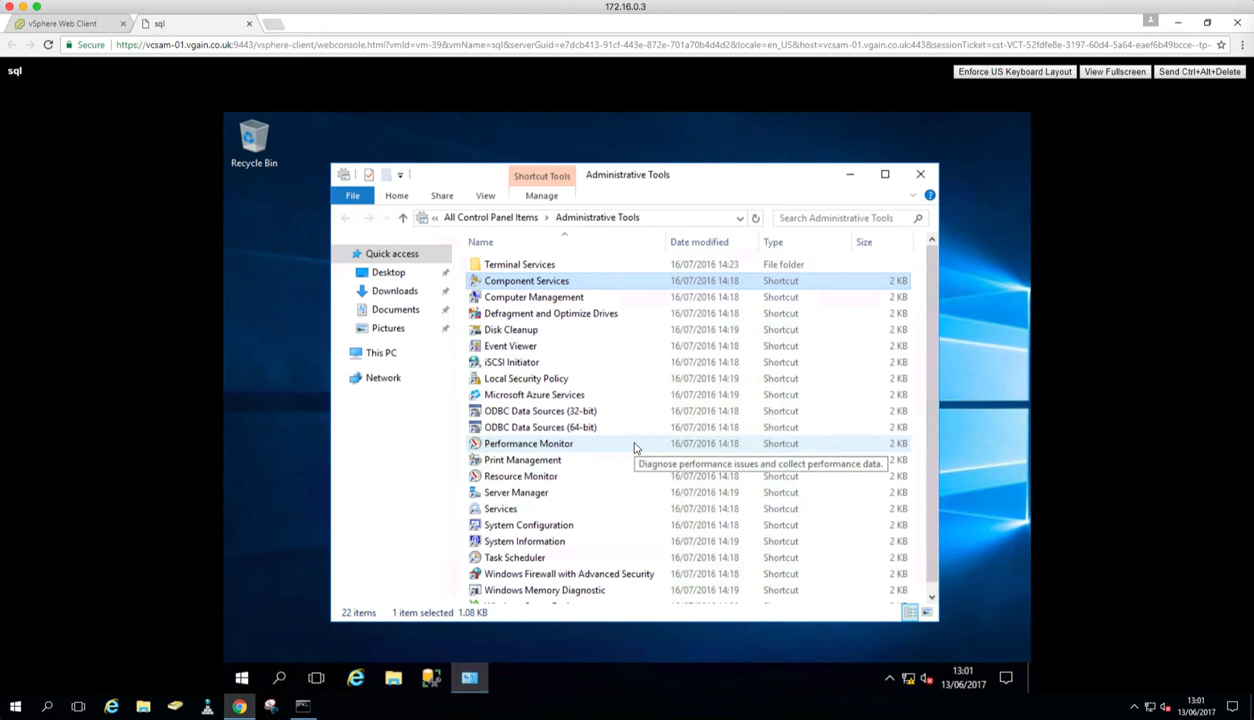 172.16.0.3
vSphere Web Client
sql
Secure
https://vcsam-01.vgain.co.uk:9443/vsphere-client/webconsole.html?vmId=vm-39&vmName=sql&serverGuid=e7dcb413-91cf-443e-872e-701a70b4d4d2&locale=en_US&host=vcsam-01.vgain.co.uk:443&sessionTicket=cst-VCT-52fdfe8e-3197-60d4-5a64-eaef6b49bcce--tp-
sql
Enforce US Keyboard Layout
View Fullscreen
Send Ctrl+Alt+Delete
Recycle Bin
Shortcut Tools
Administrative Tools
File
Home
Share
View
Manage
« All Control Panel Items > Administrative Tools
Search Administrative Tools
Quick access
Desktop
Downloads
Documents
Pictures
This PC
Network
Name Date modified Type Size
Terminal Services 16/07/2016 14:23 File folder
Component Services 16/07/2016 14:18 Shortcut 2 KB
Computer Management 16/07/2016 14:18 Shortcut 2 KB
Defragment and Optimize Drives 16/07/2016 14:18 Shortcut 2 KB
Disk Cleanup 16/07/2016 14:19 Shortcut 2 KB
Event Viewer 16/07/2016 14:18 Shortcut 2 KB
iSCSI Initiator 16/07/2016 14:18 Shortcut 2 KB
Local Security Policy 16/07/2016 14:19 Shortcut 2 KB
Microsoft Azure Services 16/07/2016 14:19 Shortcut 2 KB
ODBC Data Sources (32-bit) 16/07/2016 14:18 Shortcut 2 KB
ODBC Data Sources (64-bit) 16/07/2016 14:18 Shortcut 2 KB
Performance Monitor 16/07/2016 14:18 Shortcut 2 KB
Print Management KB
Diagnose performance issues and collect performance data.
Resource Monitor 16/07/2016 14:18 Shortcut 2 KB
Server Manager 16/07/2016 14:19 Shortcut 2 KB
Services 16/07/2016 14:18 Shortcut 2 KB
System Configuration 16/07/2016 14:18 Shortcut 2 KB
System Information 16/07/2016 14:19 Shortcut 2 KB
Task Scheduler 16/07/2016 14:18 Shortcut 2 KB
Windows Firewall with Advanced Security 16/07/2016 14:18 Shortcut 2 KB
Windows Memory Diagnostic 16/07/2016 14:18 Shortcut 2 KB
22 items 1 item selected 1.08 KB
13:01
13/06/2017
13:01
13/06/2017